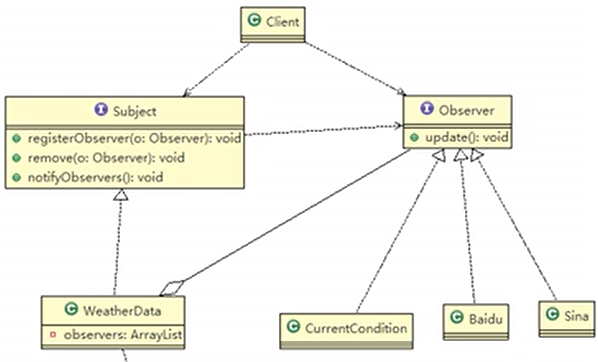 Client
Subject
registerObserver(o: Observer): void
remove(o: Observer): void
notifyObservers(): void
Observer
update(): void
WeatherData
observers: ArrayList
CurrentCondition
Baidu
Sina